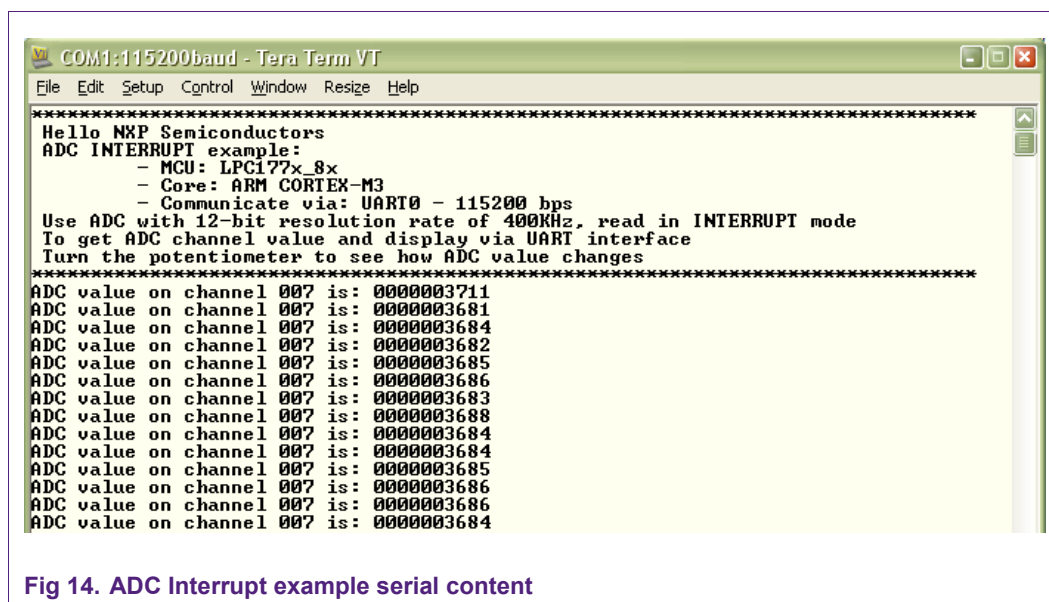 COM1:115200baud - Tera Term VT
File Edit Setup Control Window Resize Help
********************************************************************************
Hello NXP Semiconductors
ADC INTERRUPT example:
- MCU: LPC177x_8x
- Core: ARM CORTEX-M3
- Communicate via: UART0 - 115200 bps
Use ADC with 12-bit resolution rate of 400KHz, read in INTERRUPT mode
To get ADC channel value and display via UART interface
Turn the potentiometer to see how ADC value changes
********************************************************************************
ADC value on channel 007 is: 0000003711
ADC value on channel 007 is: 0000003681
ADC value on channel 007 is: 0000003684
ADC value on channel 007 is: 0000003682
ADC value on channel 007 is: 0000003685
ADC value on channel 007 is: 0000003686
ADC value on channel 007 is: 0000003683
ADC value on channel 007 is: 0000003688
ADC value on channel 007 is: 0000003684
ADC value on channel 007 is: 0000003684
ADC value on channel 007 is: 0000003685
ADC value on channel 007 is: 0000003686
ADC value on channel 007 is: 0000003686
ADC value on channel 007 is: 0000003684
Fig 14. ADC Interrupt example serial content